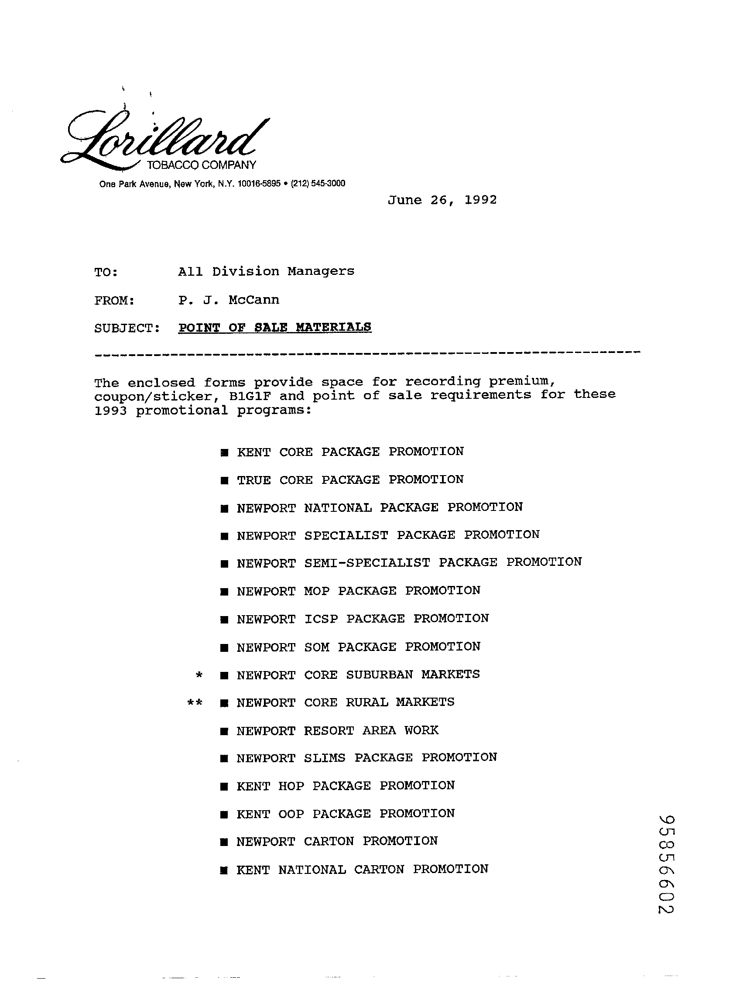 Lorillard
TOBACCO COMPANY
One Park Avenue, New York, N.Y. 10016-5895 • (212) 545-3000
June 26, 1992
TO: All Division Managers
FROM: P. J. McCann
SUBJECT: POINT OF SALE MATERIALS
-----------------------------------------------------------------
The enclosed forms provide space for recording premium,
coupon/sticker, B1G1F and point of sale requirements for these
1993 promotional programs:
■ KENT CORE PACKAGE PROMOTION
■ TRUE CORE PACKAGE PROMOTION
■ NEWPORT NATIONAL PACKAGE PROMOTION
■ NEWPORT SPECIALIST PACKAGE PROMOTION
■ NEWPORT SEMI-SPECIALIST PACKAGE PROMOTION
■ NEWPORT MOP PACKAGE PROMOTION
■ NEWPORT ICSP PACKAGE PROMOTION
■ NEWPORT SOM PACKAGE PROMOTION
* ■ NEWPORT CORE SUBURBAN MARKETS
** ■ NEWPORT CORE RURAL MARKETS
■ NEWPORT RESORT AREA WORK
■ NEWPORT SLIMS PACKAGE PROMOTION
■ KENT HOP PACKAGE PROMOTION
■ KENT OOP PACKAGE PROMOTION
■ NEWPORT CARTON PROMOTION
■ KENT NATIONAL CARTON PROMOTION
95856602